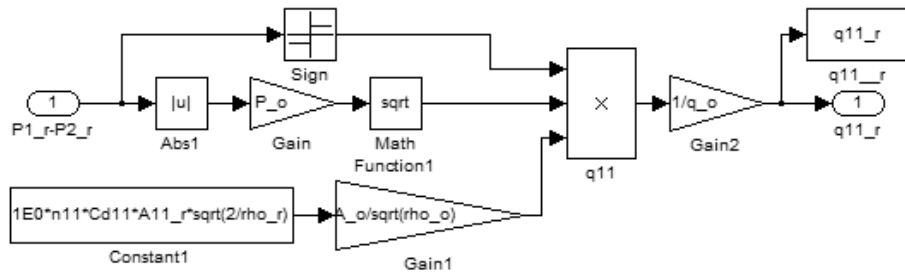 Sign
1
P1_r-P2_r
|u|
Abs1
P_o
Gain
sqrt
Math
Function1
×
q11
1/q_o
Gain2
q11_r
q11__r
1
q11_r
1E0*n11*Cd11*A11_r*sqrt(2/rho_r)
Constant1
A_o/sqrt(rho_o)
Gain1